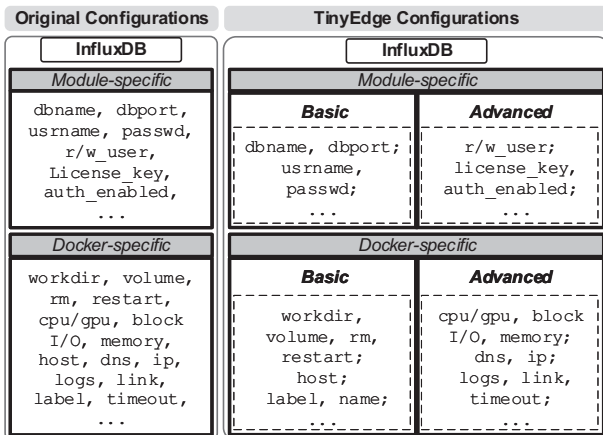 Original Configurations
InfluxDB
Module-specific
dbname, dbport,
usrname, passwd,
r/w_user,
License_key,
auth_enabled,
...
Docker-specific
workdir, volume,
rm, restart,
cpu/gpu, block
I/O, memory,
host, dns, ip,
logs, link,
label, timeout,
...
TinyEdge Configurations
InfluxDB
Module-specific
Basic
dbname, dbport;
usrname,
passwd;
...
Advanced
r/w_user;
license_key,
auth_enabled;
...
Docker-specific
Basic
workdir,
volume, rm,
restart;
host;
label, name;
...
Advanced
cpu/gpu, block
I/O, memory;
dns, ip;
logs, link,
timeout;
...